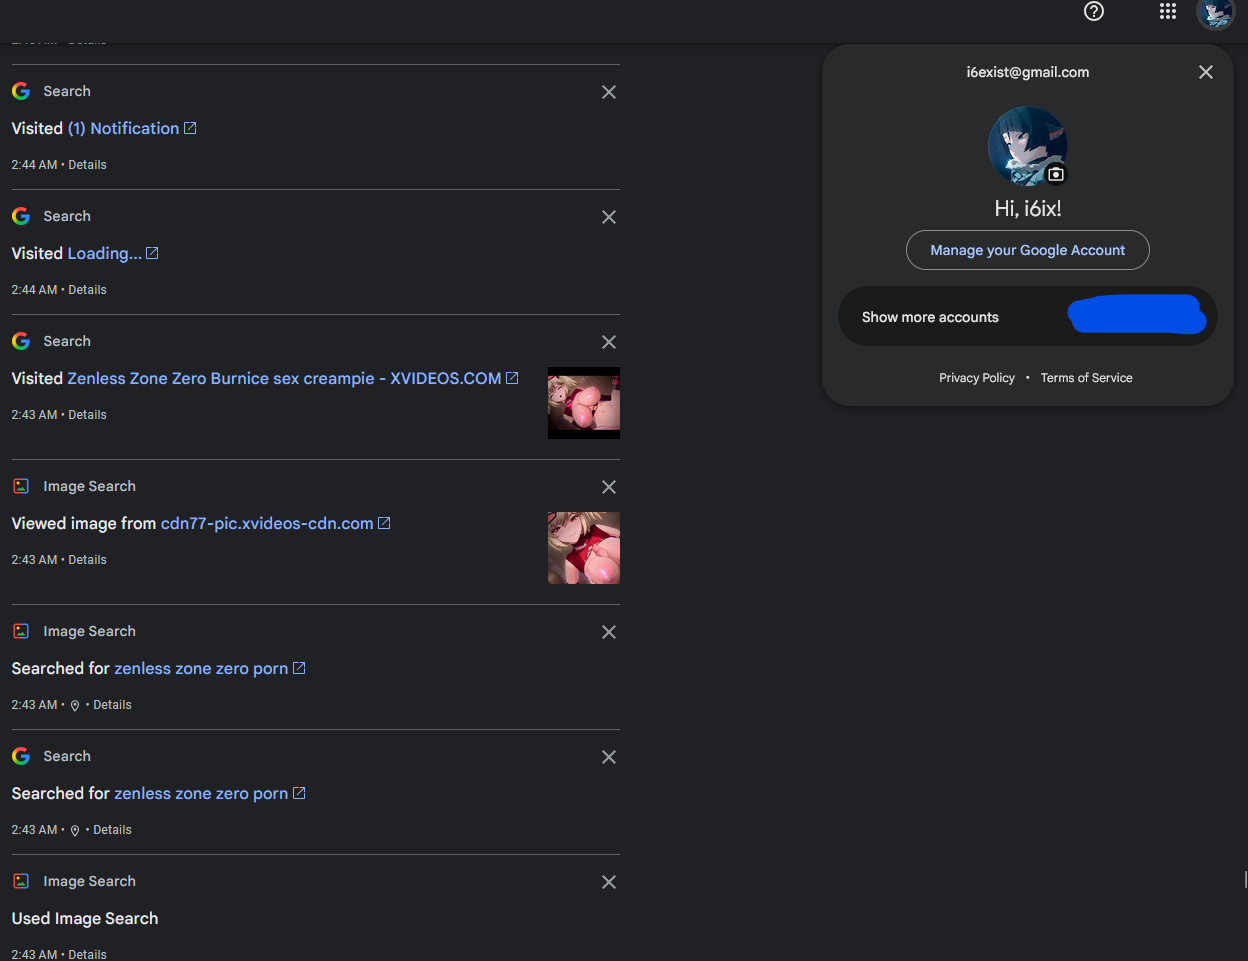 Search
Visited (1) Notification
2:44 AM • Details
Search
Visited Loading...
2:44 AM • Details
Search
Visited Zenless Zone Zero Burnice sex creampie - XVIDEOS.COM
2:43 AM • Details
Image Search
Viewed image from cdn77-pic.xvideos-cdn.com
2:43 AM • Details
Image Search
Searched for zenless zone zero porn
2:43 AM • • Details
Search
Searched for zenless zone zero porn
2:43 AM • • Details
Image Search
Used Image Search
2:43 AM • Details
i6exist@gmail.com
Hi, i6ix!
Manage your Google Account
Show more accounts
Privacy Policy • Terms of Service